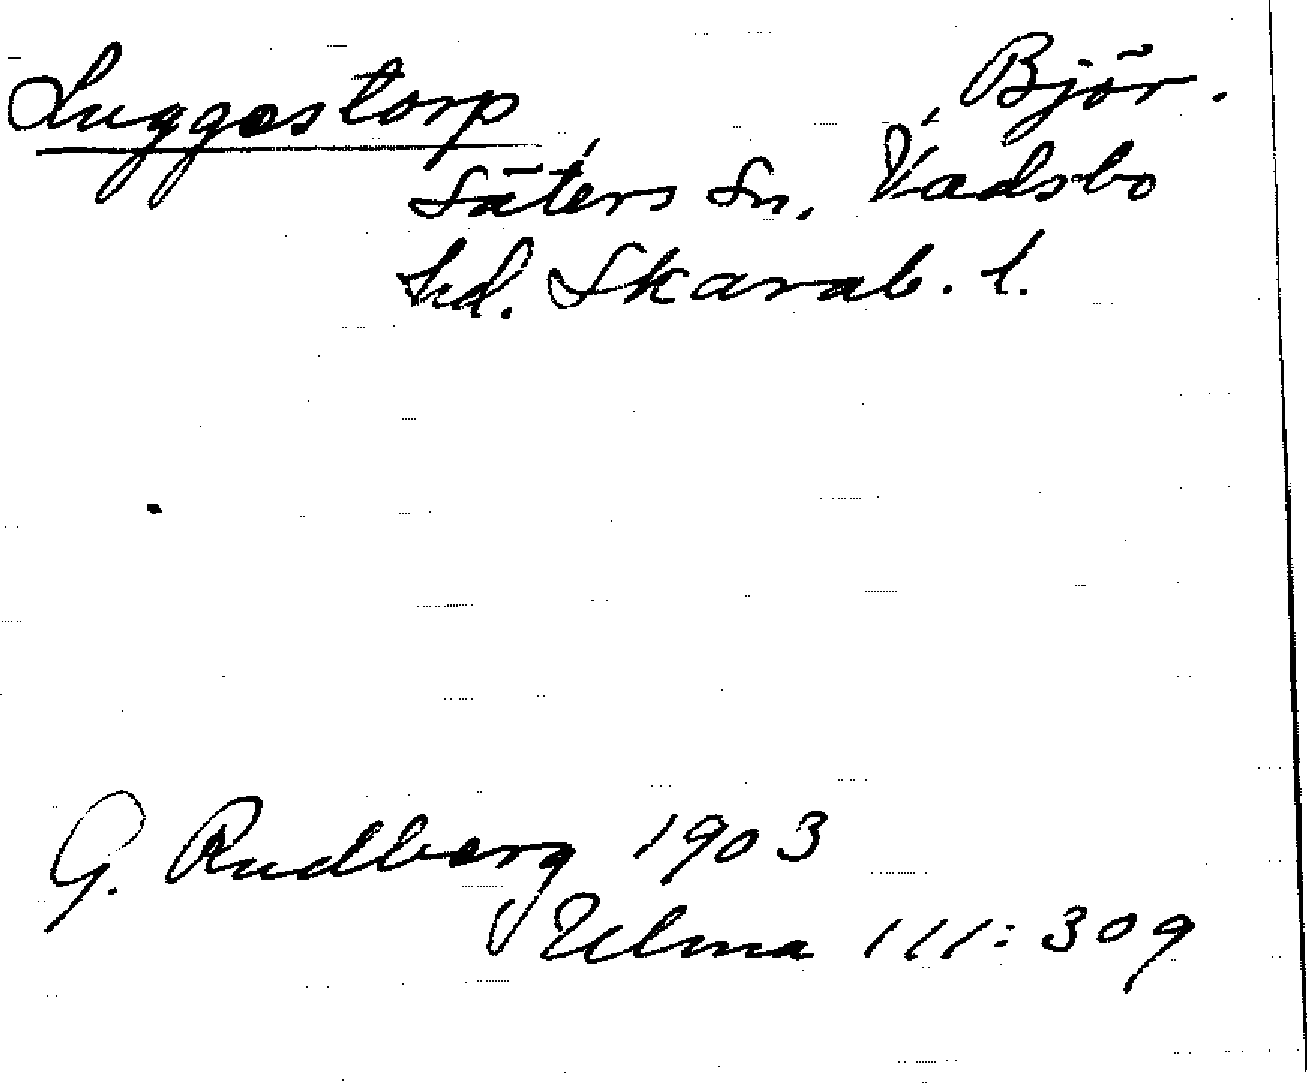 Luggestorp, Björ.
Säters Sn, Vadsbo
hd. Skarab. l.
G. Rudberg 1903
Ulma 111:309